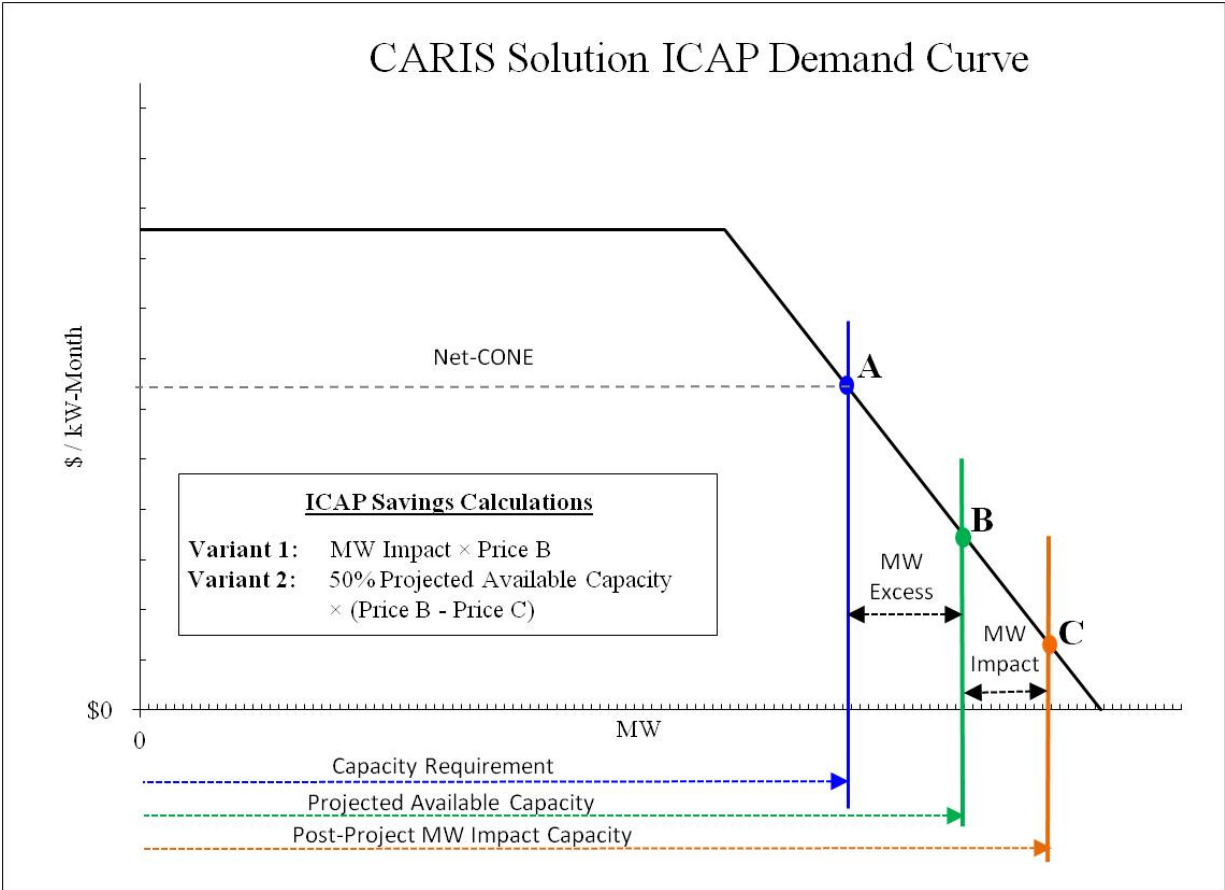 CARIS Solution ICAP Demand Curve
$ / kW-Month
Net-CONE
A
ICAP Savings Calculations
Variant 1: MW Impact × Price B
Variant 2: 50% Projected Available Capacity
× (Price B - Price C)
B
MW
Excess
C
MW
Impact
$0
0
MW
Capacity Requirement
Projected Available Capacity
Post-Project MW Impact Capacity